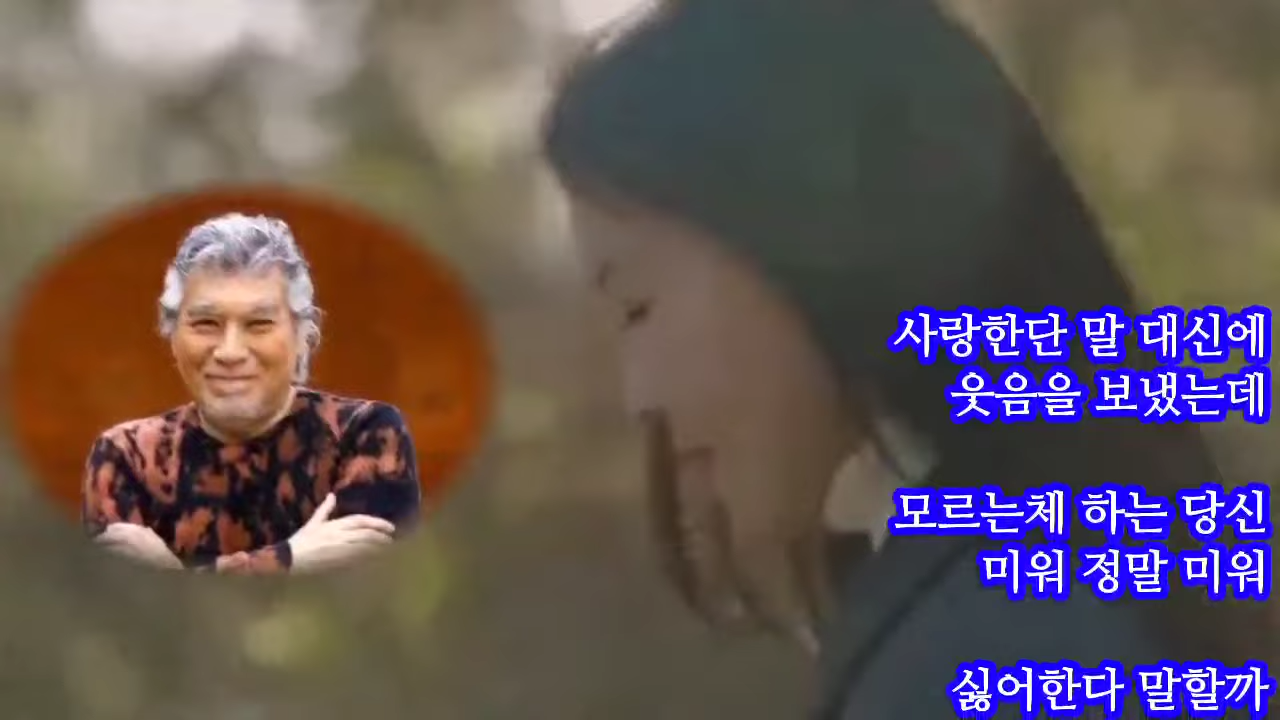 사랑한단 말 대신에
웃음을 보냈는데
모르는체 하는 당신
미워 정말 미워
싫어한다 말할까